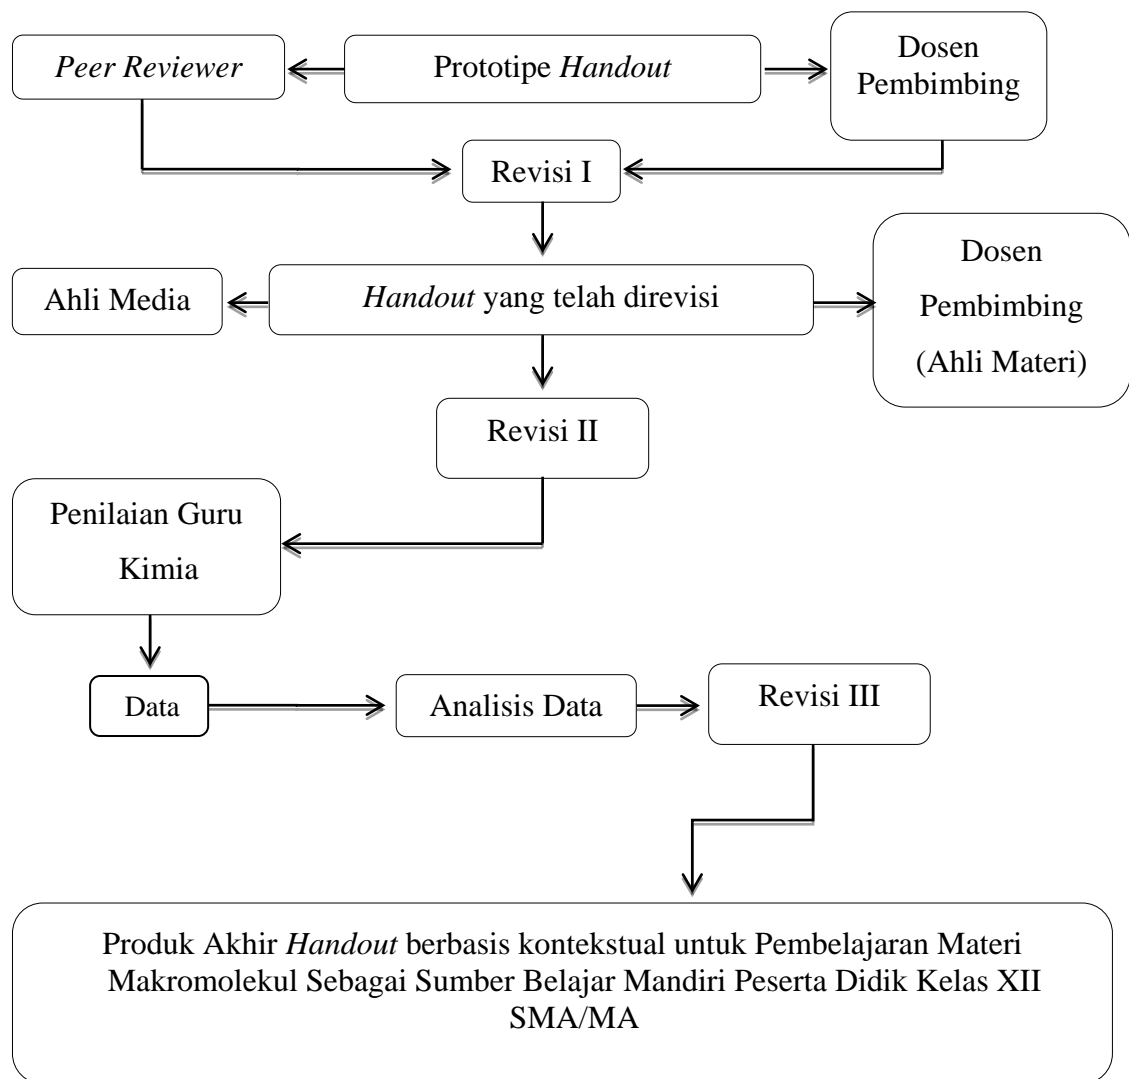 Peer Reviewer
Prototipe Handout
Dosen
Pembimbing
Revisi I
Ahli Media
Handout yang telah direvisi
Dosen
Pembimbing
(Ahli Materi)
Revisi II
Penilaian Guru
Kimia
Data
Analisis Data
Revisi III
Produk Akhir Handout berbasis kontekstual untuk Pembelajaran Materi
Makromolekul Sebagai Sumber Belajar Mandiri Peserta Didik Kelas XII
SMA/MA